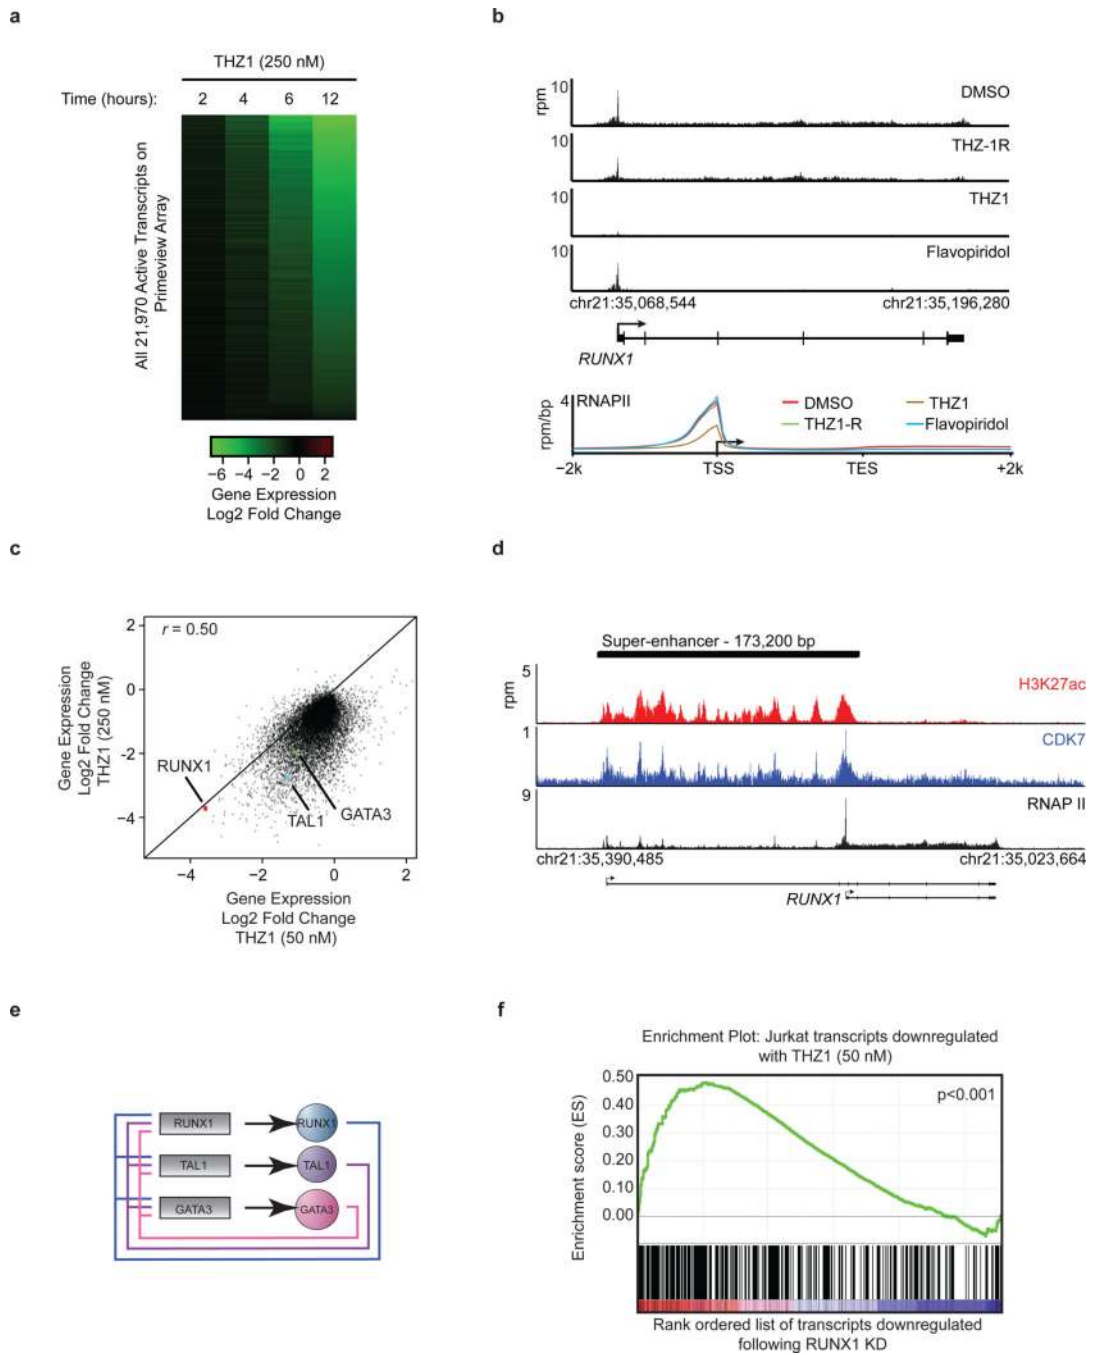 a
THZ1 (250 nM)
Time (hours): 2 4 6 12
All 21,970 Active Transcripts on
Primeview Array
−6 −4 −2 0 2
Gene Expression
Log2 Fold Change
b
rpm
10
DMSO
10
THZ-1R
10
THZ1
10
Flavopiridol
chr21:35,068,544 chr21:35,196,280
RUNX1
4 RNAPII
rpm/bp
DMSO THZ1
THZ1-R Flavopiridol
−2k TSS TES +2k
c
r = 0.50
Gene Expression
Log2 Fold Change
THZ1 (250 nM)
2
0
−2
−4
RUNX1
TAL1
GATA3
−4 −2 0 2
Gene Expression
Log2 Fold Change
THZ1 (50 nM)
d
Super-enhancer - 173,200 bp
rpm
5
H3K27ac
1
CDK7
9
RNAP II
chr21:35,390,485 chr21:35,023,664
RUNX1
e
RUNX1 RUNX1
TAL1 TAL1
GATA3 GATA3
f
Enrichment Plot: Jurkat transcripts downregulated
with THZ1 (50 nM)
Enrichment score (ES)
0.50
0.40
0.30
0.20
0.10
0.00
p<0.001
Rank ordered list of transcripts downregulated
following RUNX1 KD